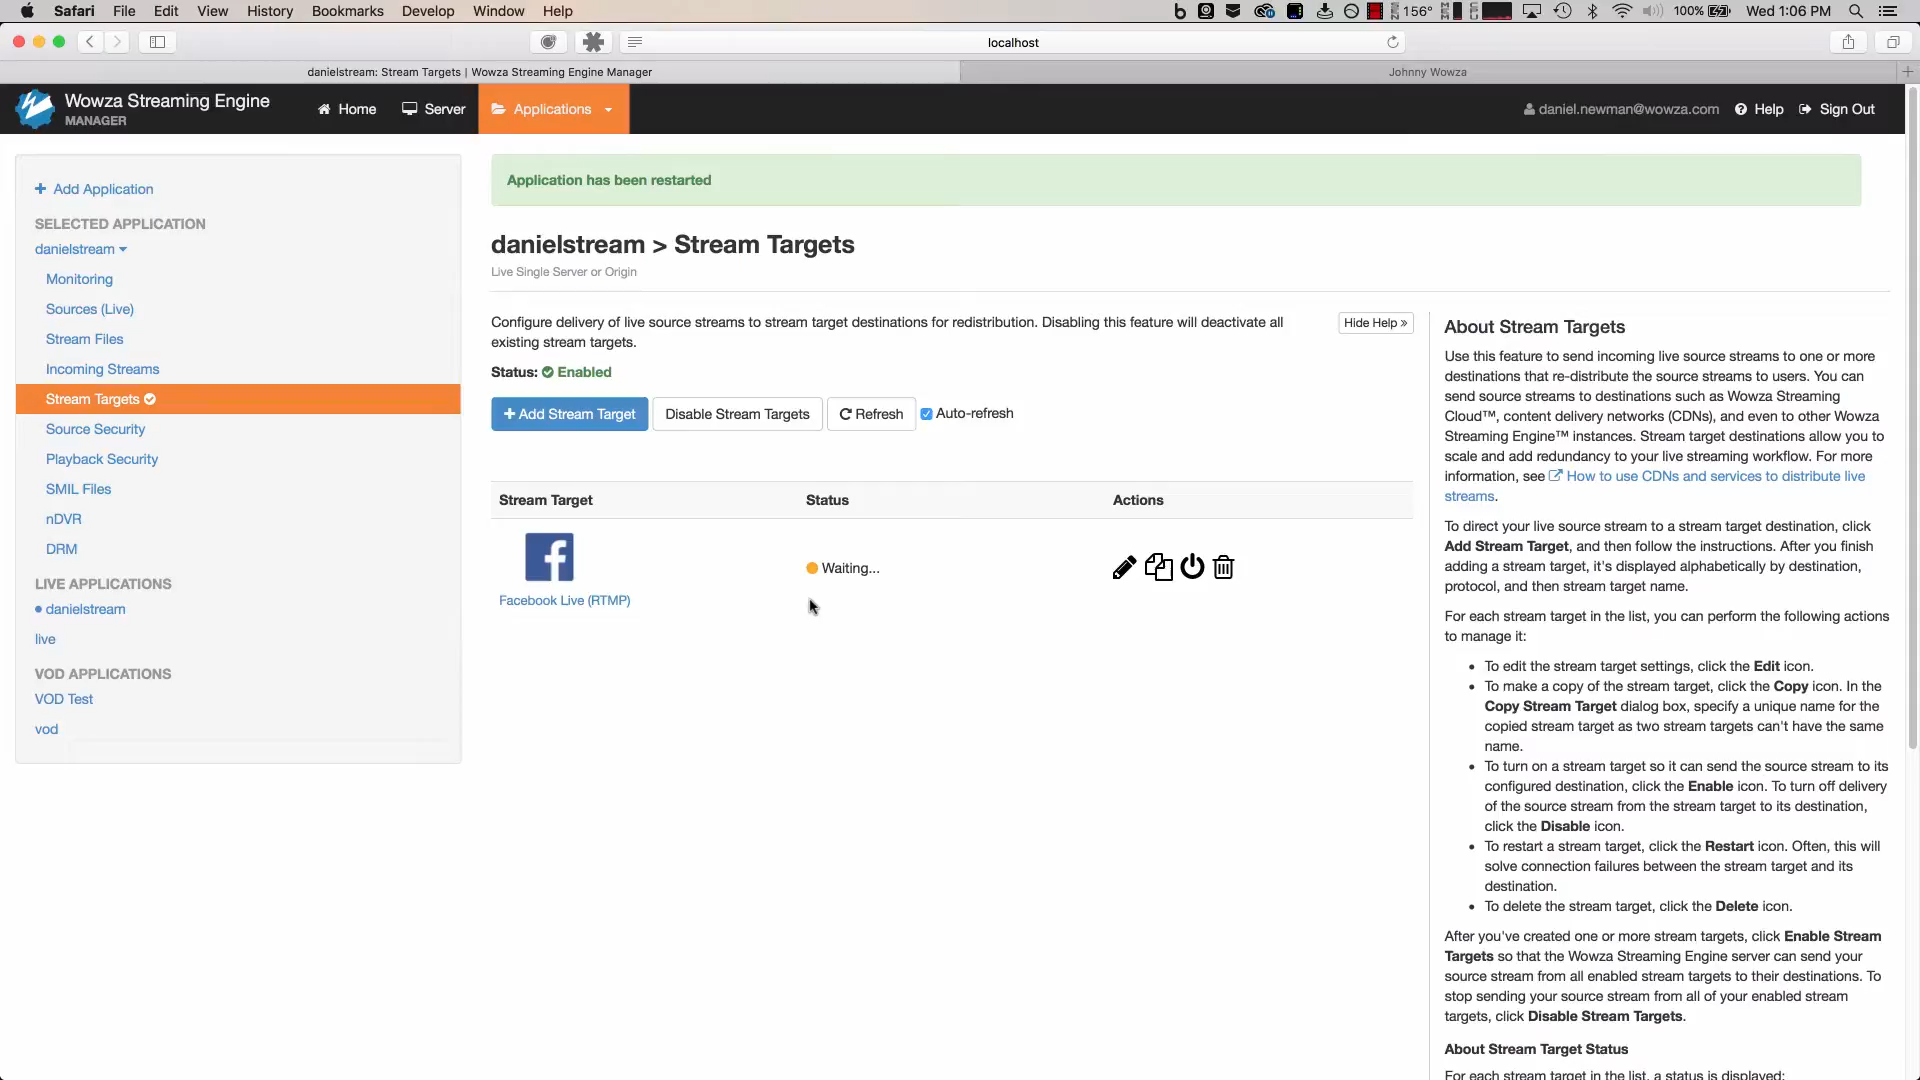 Safari File Edit View History Bookmarks Develop Window Help
156° 100% Wed 1:06 PM
localhost
danielstream: Stream Targets | Wowza Streaming Engine Manager
Johnny Wowza
Wowza Streaming Engine
MANAGER
Home Server Applications
daniel.newman@wowza.com Help Sign Out
Add Application
SELECTED APPLICATION
danielstream
Monitoring
Sources (Live)
Stream Files
Incoming Streams
Stream Targets
Source Security
Playback Security
SMIL Files
nDVR
DRM
LIVE APPLICATIONS
danielstream
live
VOD APPLICATIONS
VOD Test
vod
Application has been restarted
danielstream > Stream Targets
Live Single Server or Origin
Configure delivery of live source streams to stream target destinations for redistribution. Disabling this feature will deactivate all
existing stream targets.
Hide Help »
Status: Enabled
+ Add Stream Target Disable Stream Targets Refresh Auto-refresh
Stream Target Status Actions
Waiting...
Facebook Live (RTMP)
About Stream Targets
Use this feature to send incoming live source streams to one or more
destinations that re-distribute the source streams to users. You can
send source streams to destinations such as Wowza Streaming
Cloud™, content delivery networks (CDNs), and even to other Wowza
Streaming Engine™ instances. Stream target destinations allow you to
scale and add redundancy to your live streaming workflow. For more
information, see How to use CDNs and services to distribute live
streams.
To direct your live source stream to a stream target destination, click
Add Stream Target, and then follow the instructions. After you finish
adding a stream target, it's displayed alphabetically by destination,
protocol, and then stream target name.
For each stream target in the list, you can perform the following actions
to manage it:
• To edit the stream target settings, click the Edit icon.
• To make a copy of the stream target, click the Copy icon. In the
Copy Stream Target dialog box, specify a unique name for the
copied stream target as two stream targets can't have the same
name.
• To turn on a stream target so it can send the source stream to its
configured destination, click the Enable icon. To turn off delivery
of the source stream from the stream target to its destination,
click the Disable icon.
• To restart a stream target, click the Restart icon. Often, this will
solve connection failures between the stream target and its
destination.
• To delete the stream target, click the Delete icon.
After you've created one or more stream targets, click Enable Stream
Targets so that the Wowza Streaming Engine server can send your
source stream from all enabled stream targets to their destinations. To
stop sending your source stream from all of your enabled stream
targets, click Disable Stream Targets.
About Stream Target Status
For each stream target in the list, a status is displayed: